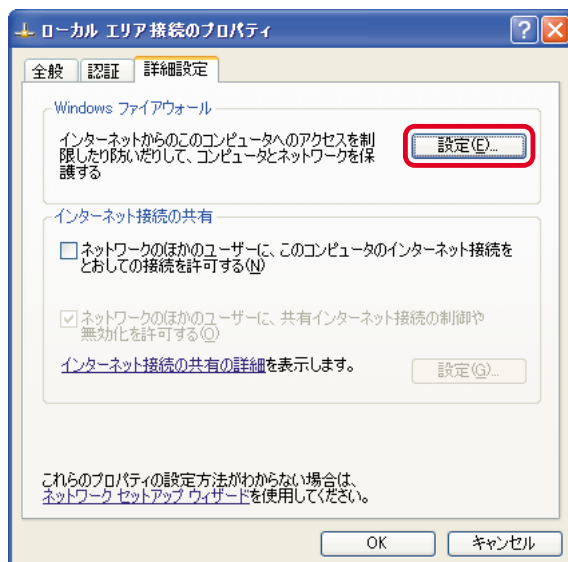 ローカル エリア接続のプロパティ
全般 認証 詳細設定
Windows ファイアウォール
インターネットからのこのコンピュータへのアクセスを制
限したり防いだりして、コンピュータとネットワークを保
護する
設定(E)...
インターネット接続の共有
ネットワークのほかのユーザーに、このコンピュータのインターネット接続を
とおしての接続を許可する(N)
ネットワークのほかのユーザーに、共有インターネット接続の制御や
無効化を許可する(O)
インターネット接続の共有の詳細を表示します。
設定(G)...
これらのプロパティの設定方法がわからない場合は、
ネットワーク セットアップ ウィザードを使用してください。
OK キャンセル